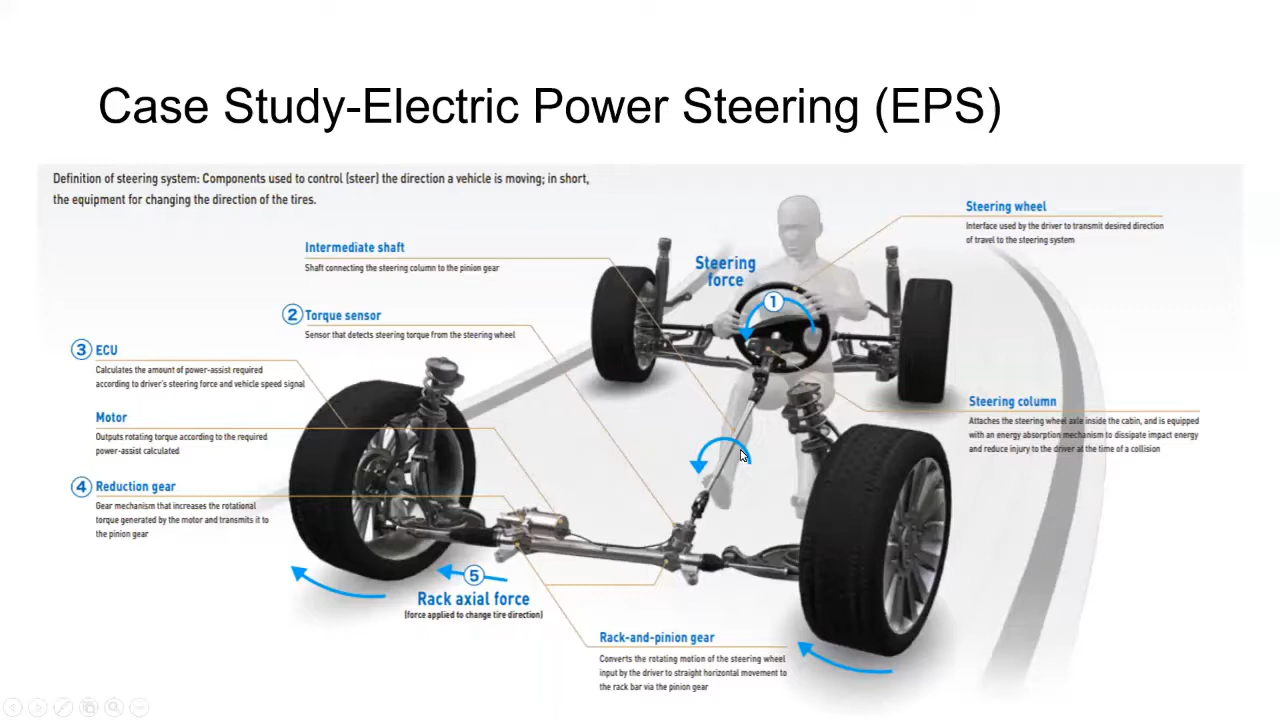 Case Study-Electric Power Steering (EPS)
Definition of steering system: Components used to control (steer) the direction a vehicle is moving; in short,
the equipment for changing the direction of the tires.
Steering wheel
Interface used by the driver to transmit desired direction
of travel to the steering system
Intermediate shaft
Shaft connecting the steering column to the pinion gear
Steering
force
1
2 Torque sensor
Sensor that detects steering torque from the steering wheel
3 ECU
Calculates the amount of power-assist required
according to driver's steering force and vehicle speed signal
Motor
Outputs rotating torque according to the required
power-assist calculated
Steering column
Attaches the steering wheel axle inside the cabin, and is equipped
with an energy absorption mechanism to dissipate impact energy
and reduce injury to the driver at the time of a collision
4 Reduction gear
Gear mechanism that increases the rotational
torque generated by the motor and transmits it to
the pinion gear
5
Rack axial force
(force applied to change tire direction)
Rack-and-pinion gear
Converts the rotating motion of the steering wheel
input by the driver to straight horizontal movement to
the rack bar via the pinion gear